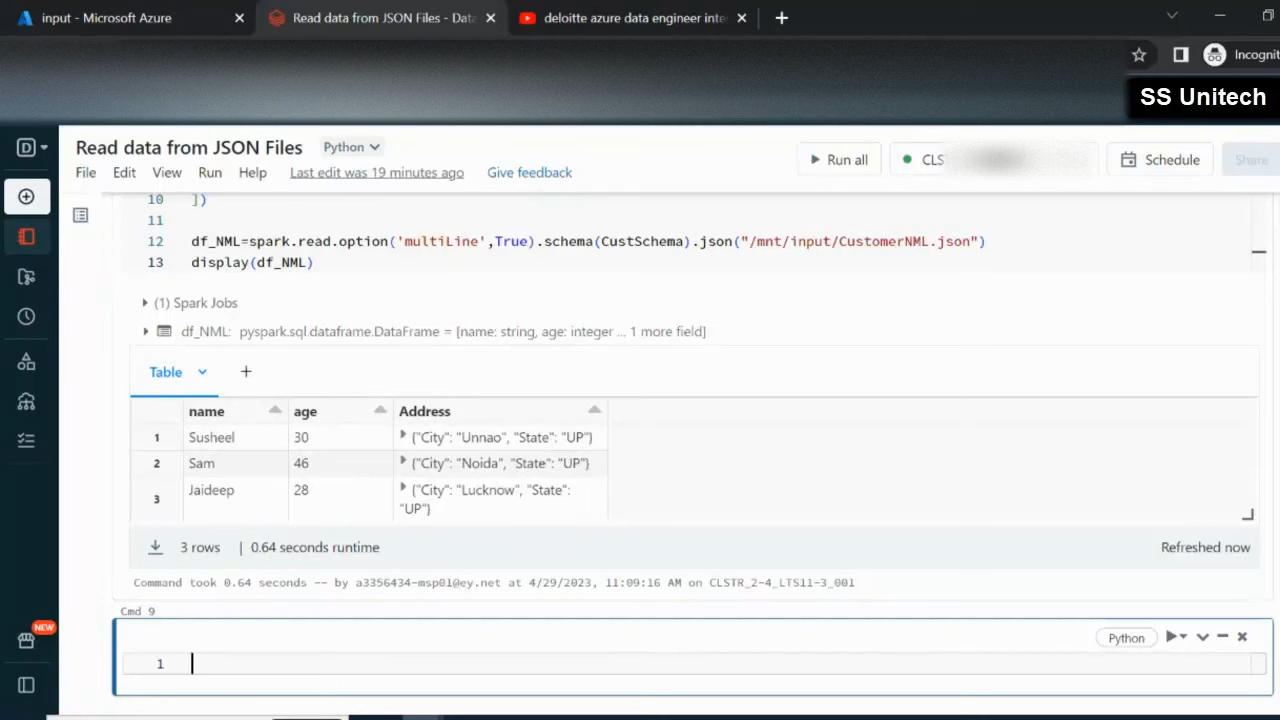 input - Microsoft Azure
Read data from JSON Files - Data
deloitte azure data engineer inte
Incognit
SS Unitech
Read data from JSON Files
Python
Run all
CLS
Schedule
Share
File Edit View Run Help Last edit was 19 minutes ago Give feedback
10 ])
11
12 df_NML=spark.read.option('multiLine',True).schema(CustSchema).json("/mnt/input/CustomerNML.json")
13 display(df_NML)
(1) Spark Jobs
df_NML: pyspark.sql.dataframe.DataFrame = [name: string, age: integer ... 1 more field]
Table +
name age Address
1 Susheel 30 {"City": "Unnao", "State": "UP"}
2 Sam 46 {"City": "Noida", "State": "UP"}
3 Jaideep 28 {"City": "Lucknow", "State":
"UP"}
3 rows | 0.64 seconds runtime
Refreshed now
Command took 0.64 seconds -- by a3356434-msp01@ey.net at 4/29/2023, 11:09:16 AM on CLSTR_2-4_LTS11-3_001
Cmd 9
NEW
Python
1